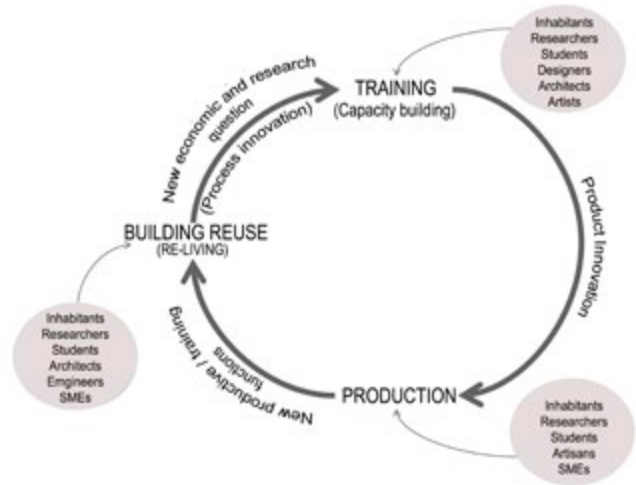 Inhabitants
Researchers
Students
Designers
Architects
Artists
TRAINING
(Capacity building)
New economic and research
question
(Process innovation)
Product Innovation
BUILDING REUSE
(RE-LIVING)
Inhabitants
Researchers
Students
Architects
Emgineers
SMEs
New productive / training
functions
PRODUCTION
Inhabitants
Researchers
Students
Artisans
SMEs